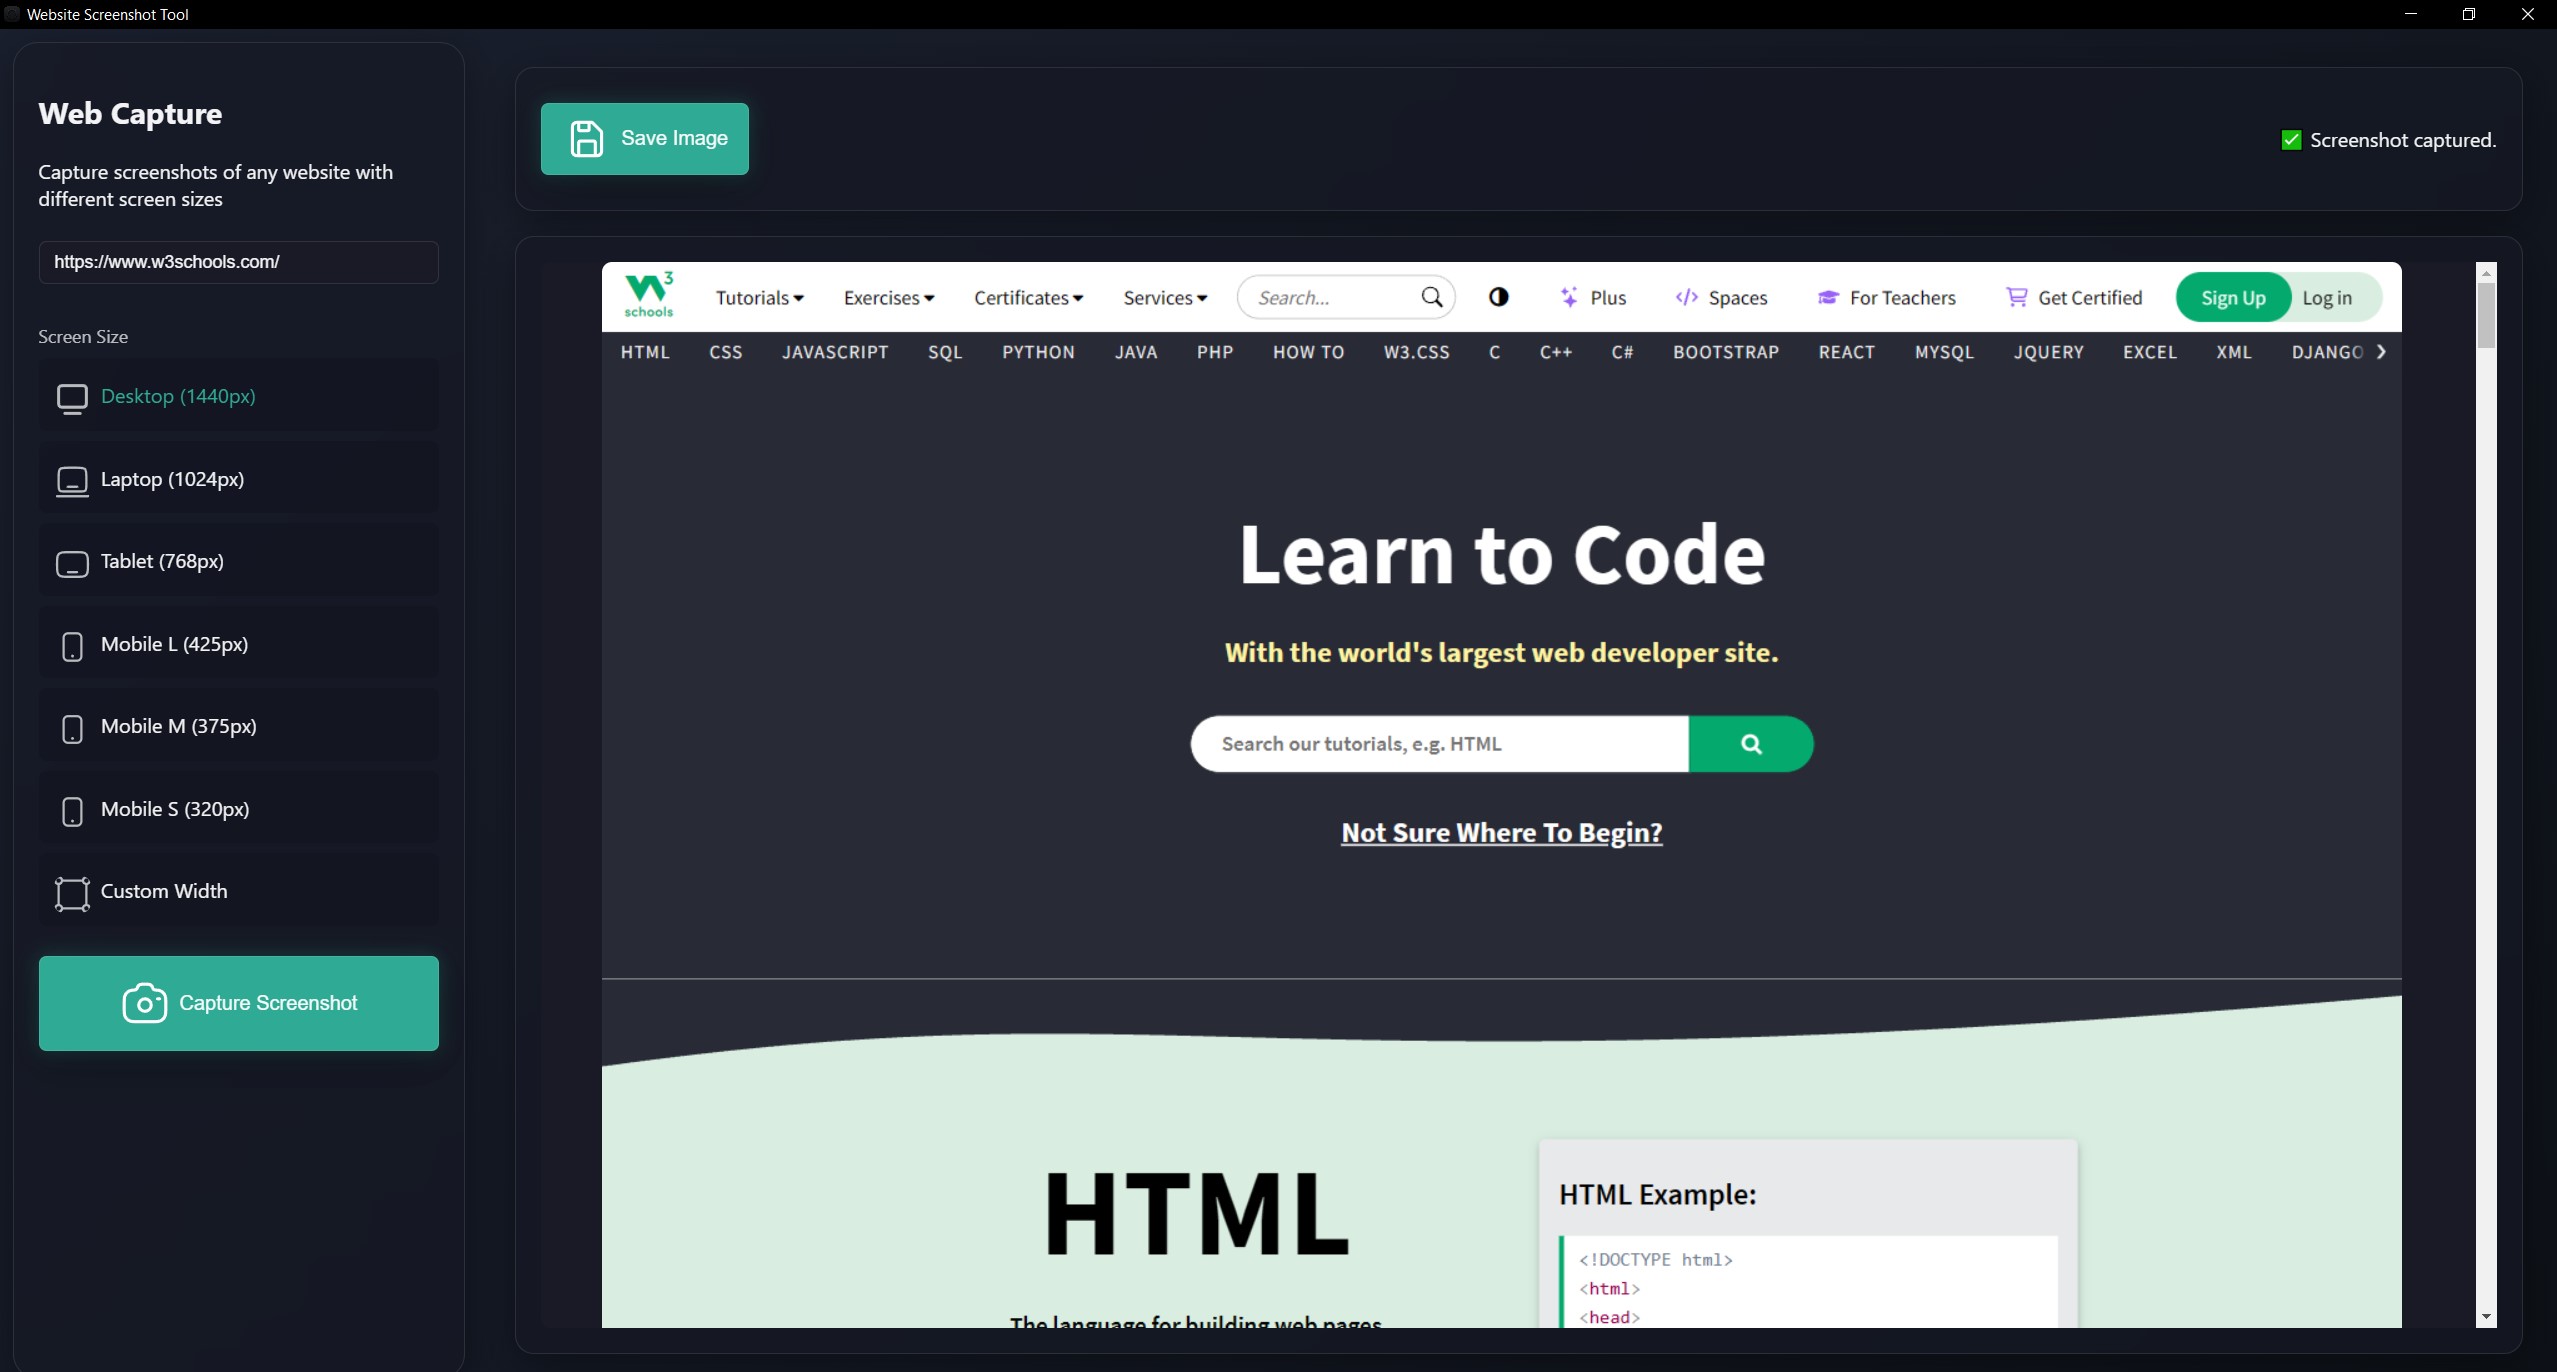 Website Screenshot Tool
Web Capture
Capture screenshots of any website with
different screen sizes
https://www.w3schools.com/
Screen Size
Desktop (1440px)
Laptop (1024px)
Tablet (768px)
Mobile L (425px)
Mobile M (375px)
Mobile S (320px)
Custom Width
Capture Screenshot
Save Image
Screenshot captured.
W3 schools Tutorials Exercises Certificates Services Search... Plus </> Spaces For Teachers Get Certified Sign Up Log in
HTML CSS JAVASCRIPT SQL PYTHON JAVA PHP HOW TO W3.CSS C C++ C# BOOTSTRAP REACT MYSQL JQUERY EXCEL XML DJANGO
Learn to Code
With the world's largest web developer site.
Search our tutorials, e.g. HTML
Not Sure Where To Begin?
HTML
The language for building web pages
HTML Example:
<!DOCTYPE html>
<html>
<head>